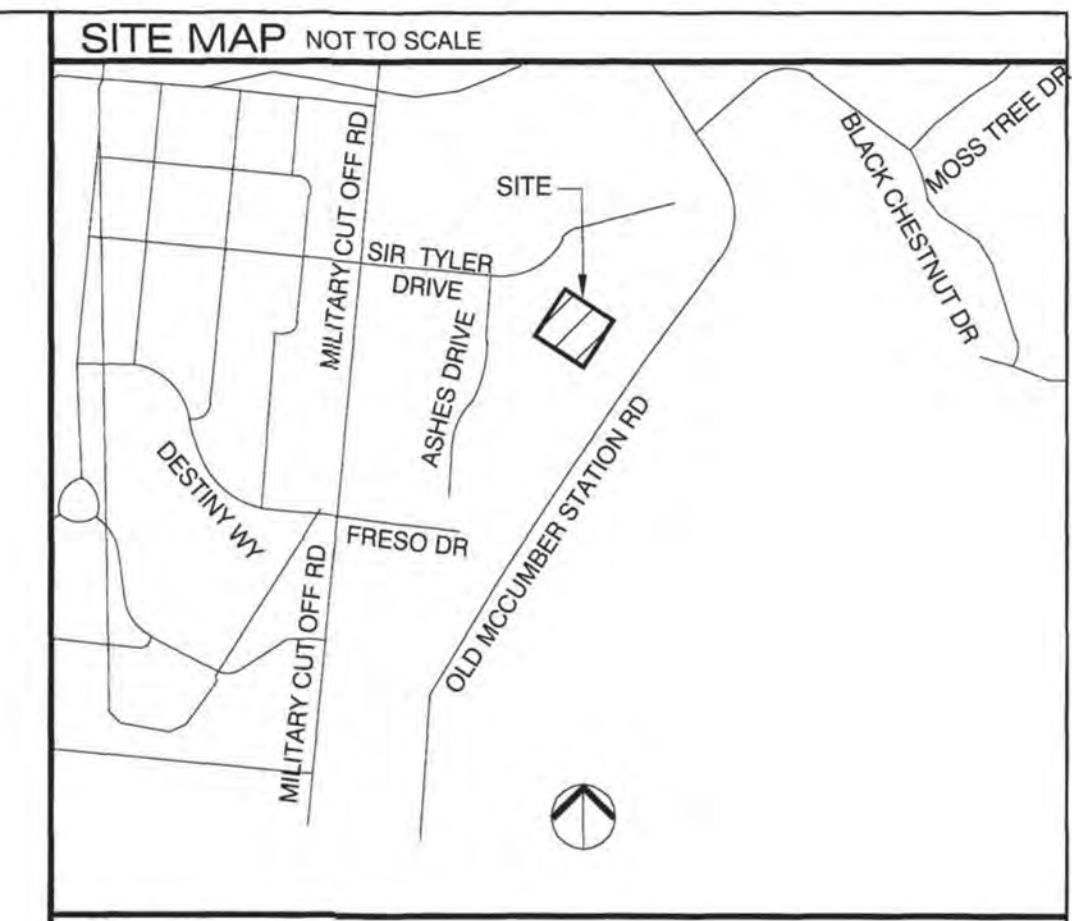 SITE MAP NOT TO SCALE
MOSS TREE DR
BLACK CHESTNUT DR
MILITARY CUT OFF RD
SITE
SIR TYLER
DRIVE
ASHES DRIVE
OLD MCCUMBER STATION RD
DESTINY WY
FRESO DR
MILITARY CUT OFF RD